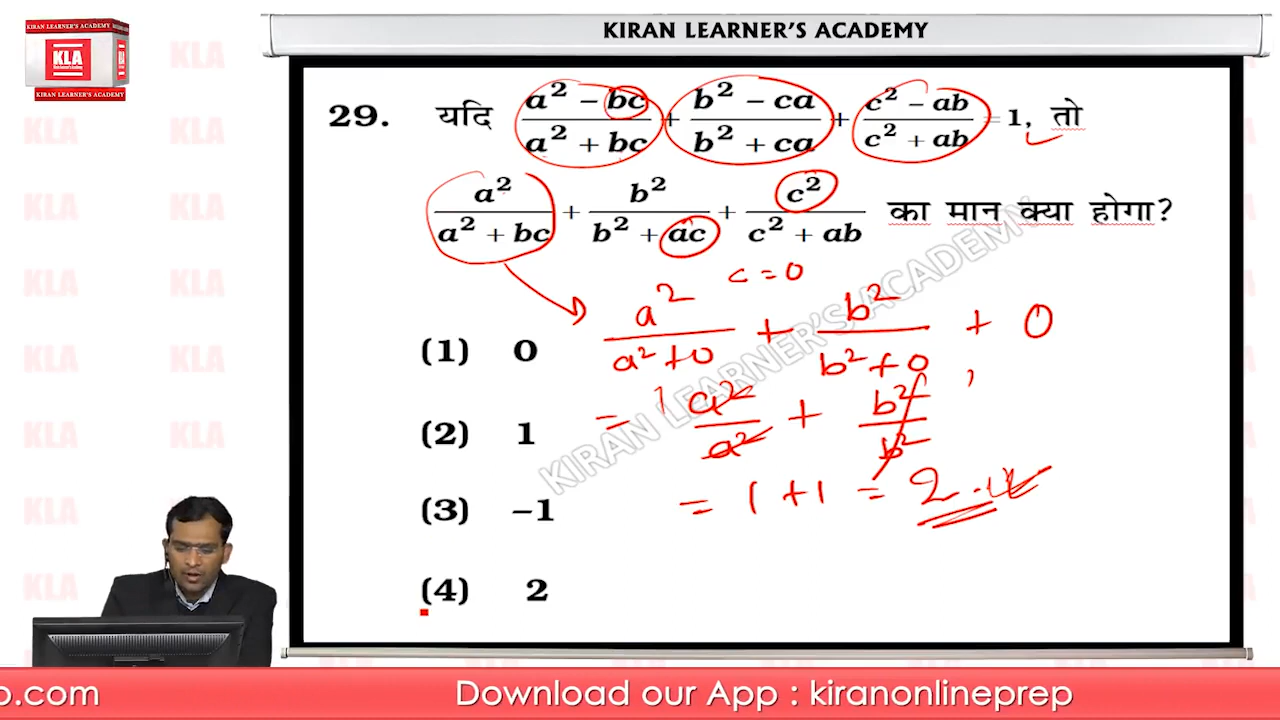 KIRAN LEARNER'S ACADEMY
KLA
KIRAN LEARNER'S ACADEMY
29. यदि (a² − bc)/(a² + bc) + (b² − ca)/(b² + ca) + (c² − ab)/(c² + ab) = 1, तो
a²/(a² + bc) + b²/(b² + ac) + c²/(c² + ab) का मान क्या होगा?
c = 0
a²/(a² + 0) + b²/(b² + 0) + 0
(1) 0
= a²/a² + b²/b²
(2) 1
= 1 + 1 = 2
(3) –1
(4) 2
KIRAN LEARNER'S ACADEMY
o.com
Download our App : kiranonlineprep